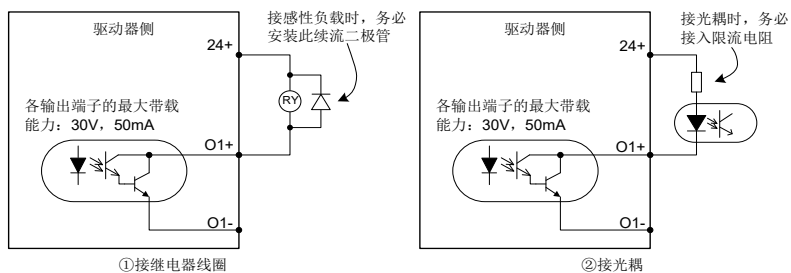 驱动器侧
24+
接感性负载时，务必
安装此续流二极管
RY
各输出端子的最大带载
能力：30V，50mA
O1+
O1-
①接继电器线圈
驱动器侧
24+
接光耦时，务必
接入限流电阻
各输出端子的最大带载
能力：30V，50mA
O1+
O1-
②接光耦